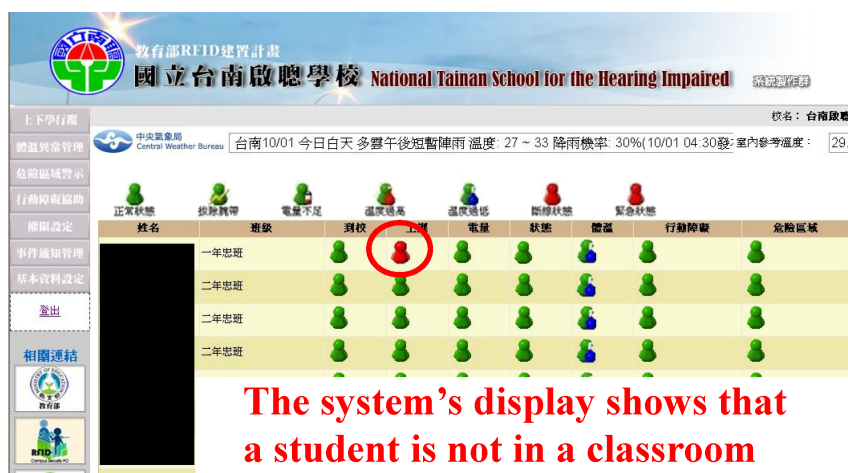 教育部RFID建置計畫
國立台南啟聰學校 National Tainan School for the Hearing Impaired
系統製作群
校名：台南啟聰
上下學行蹤
體溫異常管理
危險區域警示
行動障礙協助
權限設定
事件通知管理
基本資料設定
登出
相關連結
教育部
RFID
中央氣象局
Central Weather Bureau
台南10/01 今日白天 多雲午後短暫陣雨 溫度: 27 ~ 33 降雨機率: 30%(10/01 04:30發:
室內參考溫度： 29.
正常狀態 拔除腕帶 電量不足 溫度過高 溫度過低 斷線狀態 緊急狀態
姓名 班級 到校 上課 電量 狀態 體溫 行動障礙 危險區域
一年忠班
二年忠班
二年忠班
二年忠班
The system's display shows that
a student is not in a classroom